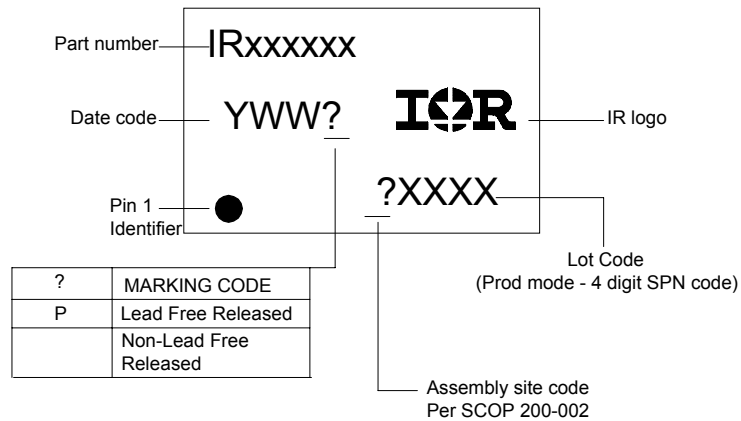 Part number
IRxxxxxx
Date code
YWW?
IOR
IR logo
?XXXX
Pin 1
Identifier
Lot Code
(Prod mode - 4 digit SPN code)
? MARKING CODE
P Lead Free Released
Non-Lead Free
Released
Assembly site code
Per SCOP 200-002